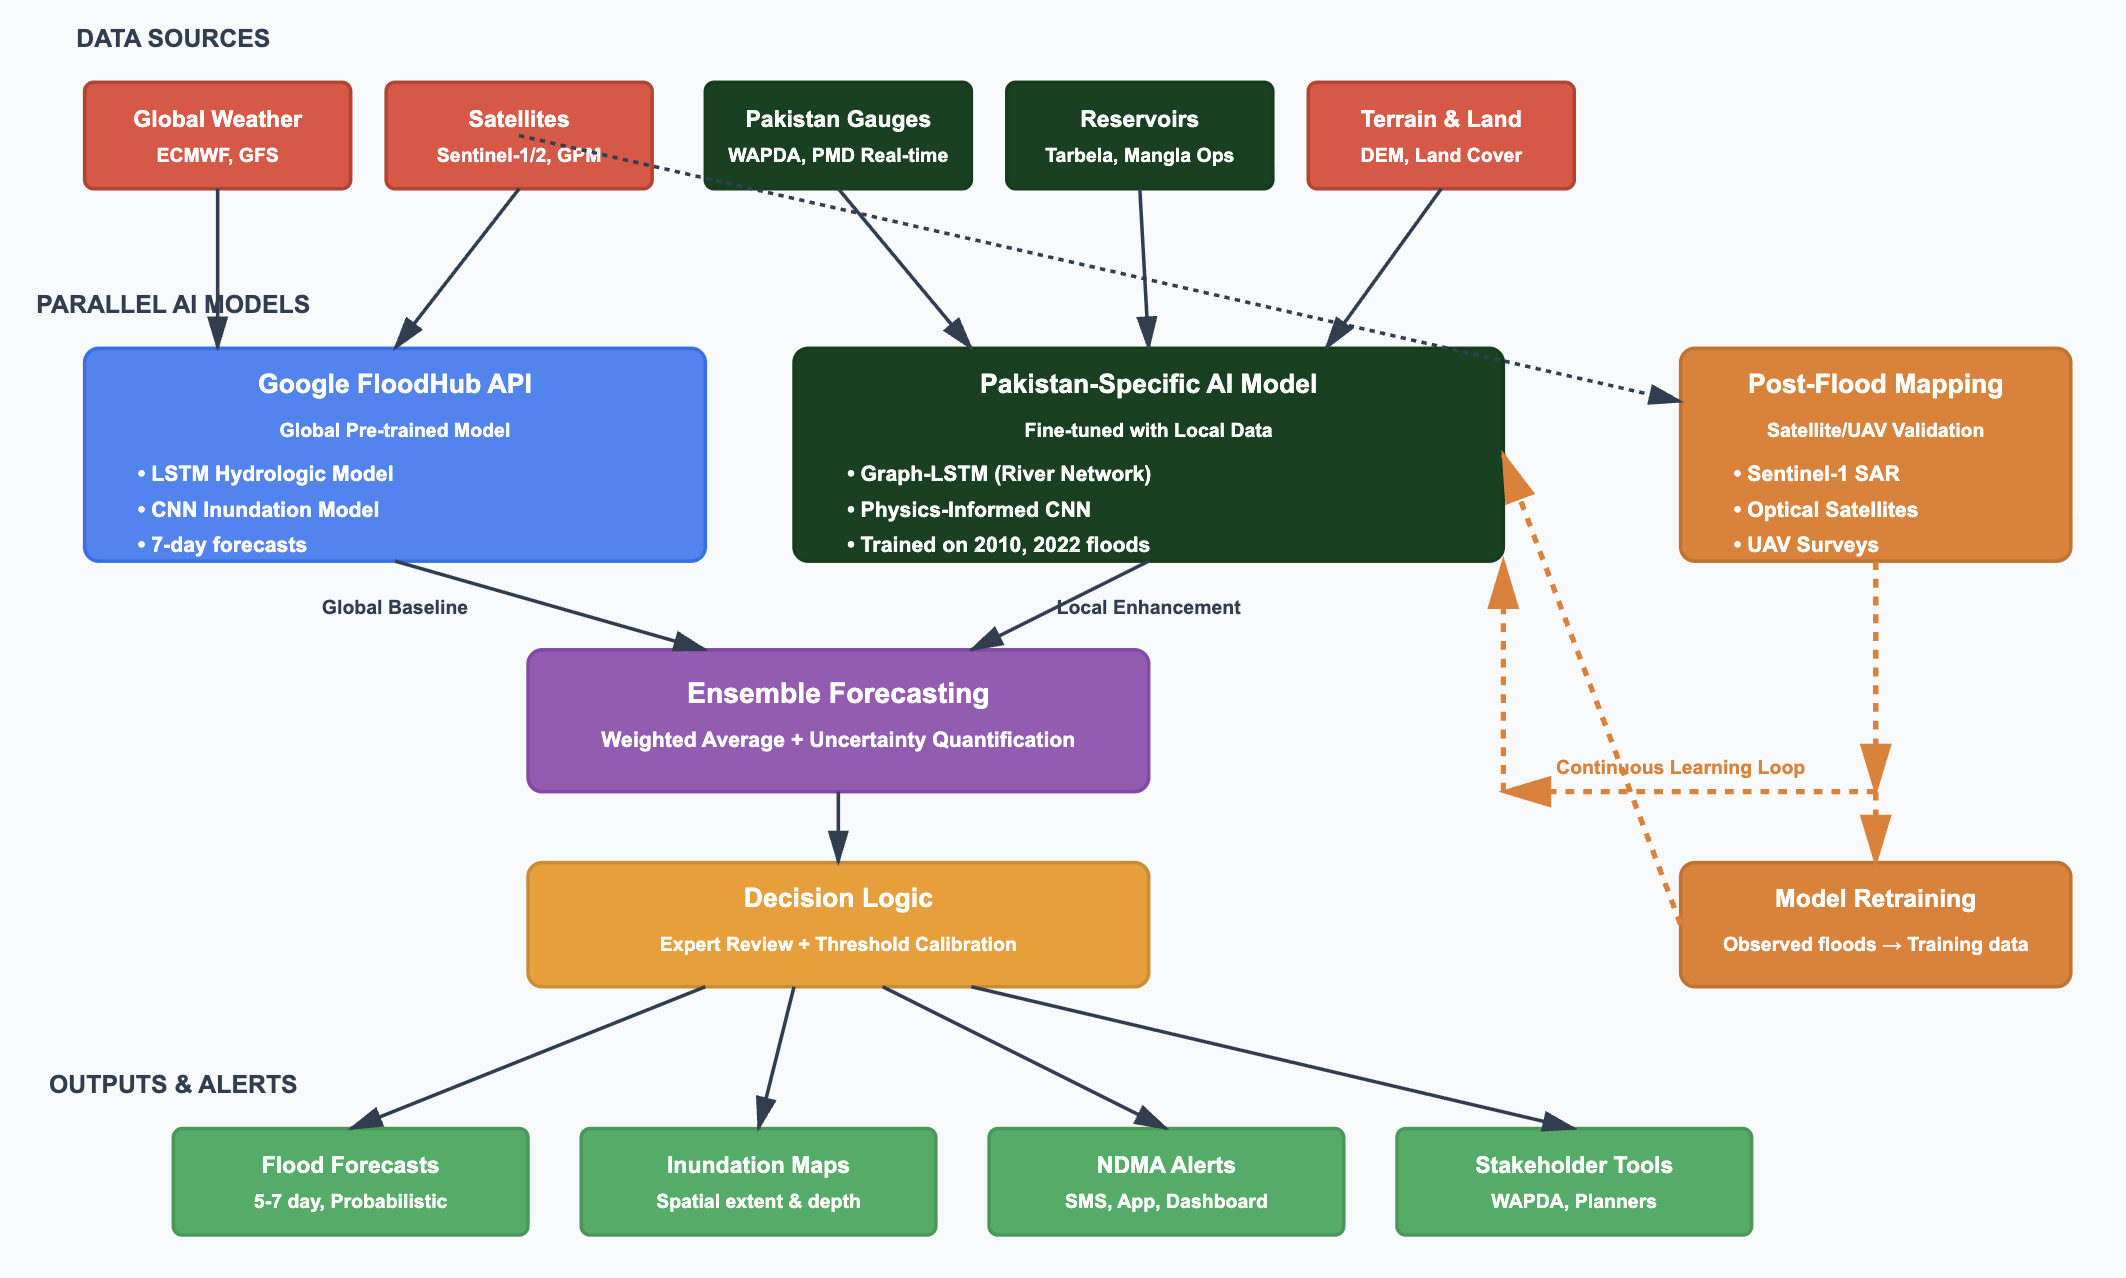 DATA SOURCES
Global Weather
ECMWF, GFS
Satellites
Sentinel-1/2, GPM
Pakistan Gauges
WAPDA, PMD Real-time
Reservoirs
Tarbela, Mangla Ops
Terrain & Land
DEM, Land Cover
PARALLEL AI MODELS
Google FloodHub API
Global Pre-trained Model
• LSTM Hydrologic Model
• CNN Inundation Model
• 7-day forecasts
Pakistan-Specific AI Model
Fine-tuned with Local Data
• Graph-LSTM (River Network)
• Physics-Informed CNN
• Trained on 2010, 2022 floods
Post-Flood Mapping
Satellite/UAV Validation
• Sentinel-1 SAR
• Optical Satellites
• UAV Surveys
Global Baseline
Local Enhancement
Ensemble Forecasting
Weighted Average + Uncertainty Quantification
Continuous Learning Loop
Decision Logic
Expert Review + Threshold Calibration
Model Retraining
Observed floods → Training data
OUTPUTS & ALERTS
Flood Forecasts
5-7 day, Probabilistic
Inundation Maps
Spatial extent & depth
NDMA Alerts
SMS, App, Dashboard
Stakeholder Tools
WAPDA, Planners